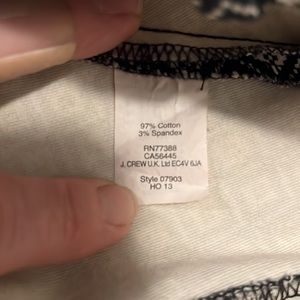 97% Cotton
3% Spandex
RN77388
CA56445
J. CREW U.K. Ltd EC4V 6JA
Style 07903
HO 13